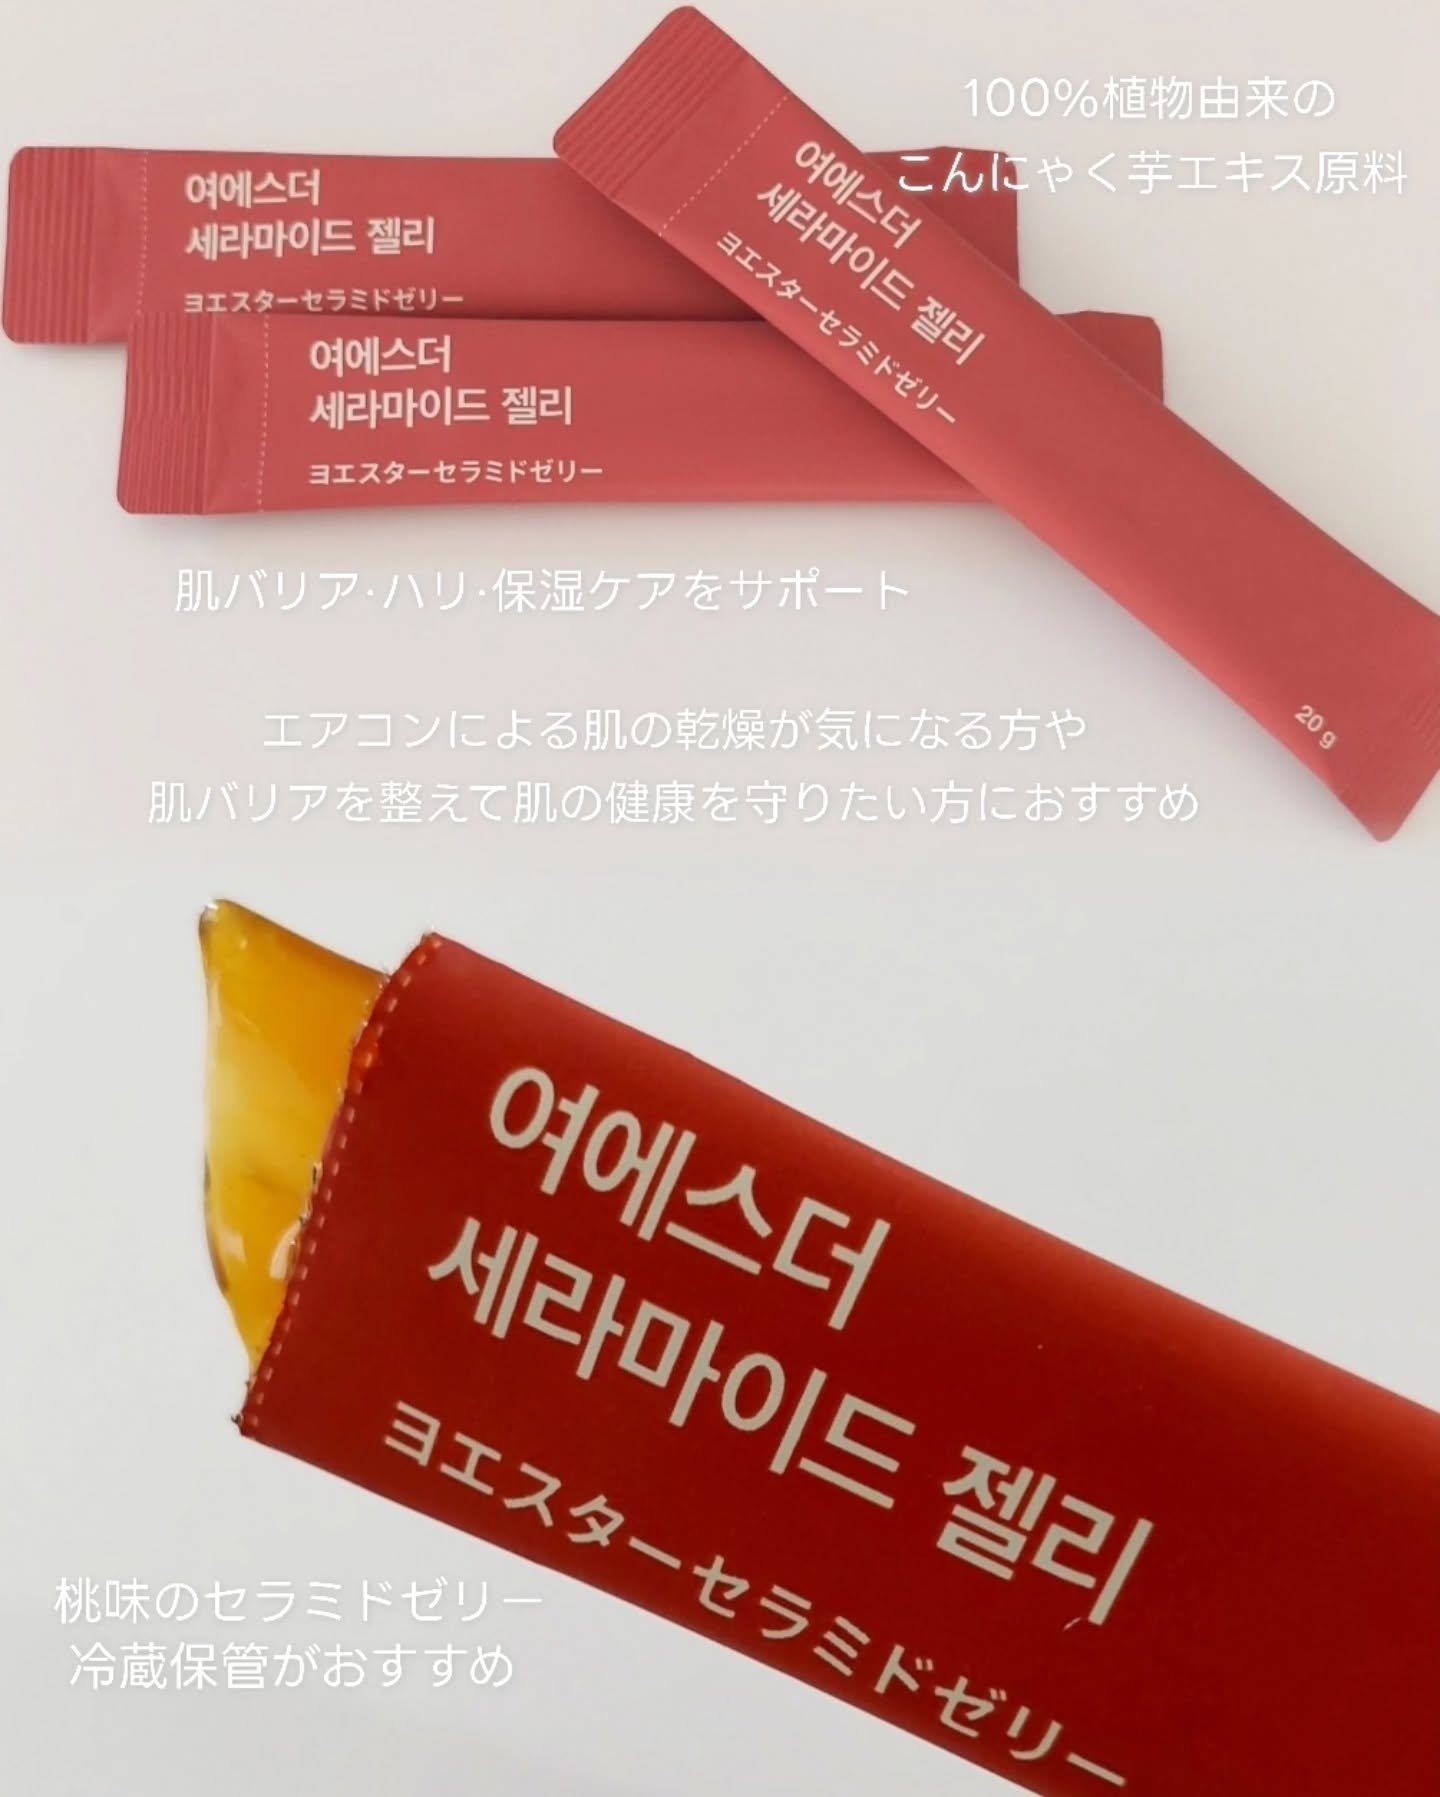 100%植物由来の
こんにゃく芋エキス原料
여에스더
세라마이드 젤리
ヨエスターセラミドゼリー
여에스더
세라마이드 젤리
ヨエスターセラミドゼリー
여에스더
세라마이드 젤리
ヨエスターセラミドゼリー
20 g
肌バリア·ハリ·保湿ケアをサポート
エアコンによる肌の乾燥が気になる方や
肌バリアを整えて肌の健康を守りたい方におすすめ
여에스더
세라마이드 젤리
ヨエスターセラミドゼリー
桃味のセラミドゼリー
冷蔵保管がおすすめ